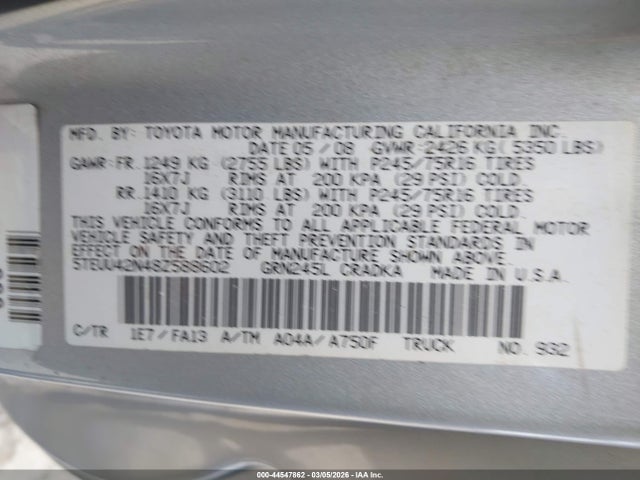 MFD. BY: TOYOTA MOTOR MANUFACTURING CALIFORNIA INC.
DATE 05/08 GVWR:2426 KG( 5350 LBS)
GAWR:FR.1249 KG (2755 LBS) WITH P245/75R16 TIRES
16X7J RIMS AT 200 KPA (29 PSI) COLD.
RR.1410 KG (3110 LBS) WITH P245/75R16 TIRES
16X7J RIMS AT 200 KPA (29 PSI) COLD.
THIS VEHICLE CONFORMS TO ALL APPLICABLE FEDERAL MOTOR
VEHICLE SAFETY AND THEFT PREVENTION STANDARDS IN
EFFECT ON THE DATE OF MANUFACTURE SHOWN ABOVE.
5TEUU42N48Z588602 GRN245L CRADKA MADE IN U.S.A.
C/TR 1E7/FA13 A/TM A04A/A750F TRUCK NO. 932
000-44547862 - 03/05/2026 - IAA Inc.